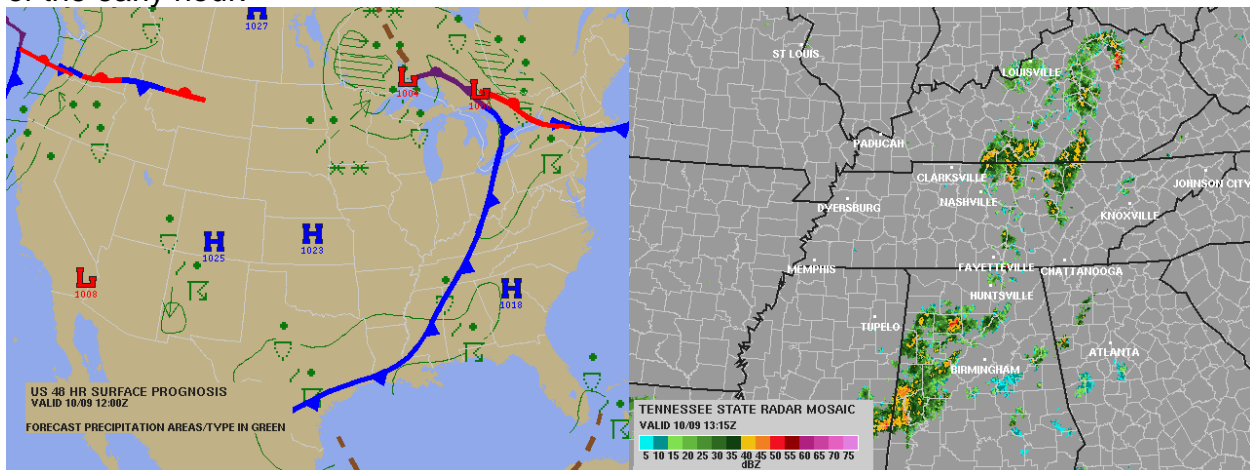 of the early hour.
H
1027
L
1004
L
H
1025
H
1023
L
1008
H
1018
US 48 HR SURFACE PROGNOSIS
VALID 10/09 12:00Z
FORECAST PRECIPITATION AREAS/TYPE IN GREEN
ST LOUIS
LOUISVILLE
PADUCAH
CLARKSVILLE
JOHNSON CITY
NASHVILLE
DYERSBURG
KNOXVILLE
MEMPHIS
FAYETTEVILLE
CHATTANOOGA
HUNTSVILLE
TUPELO
ATLANTA
BIRMINGHAM
TENNESSEE STATE RADAR MOSAIC
VALID 10/09 13:15Z
5 10 15 20 25 30 35 40 45 50 55 60 65 70 75
dBZ